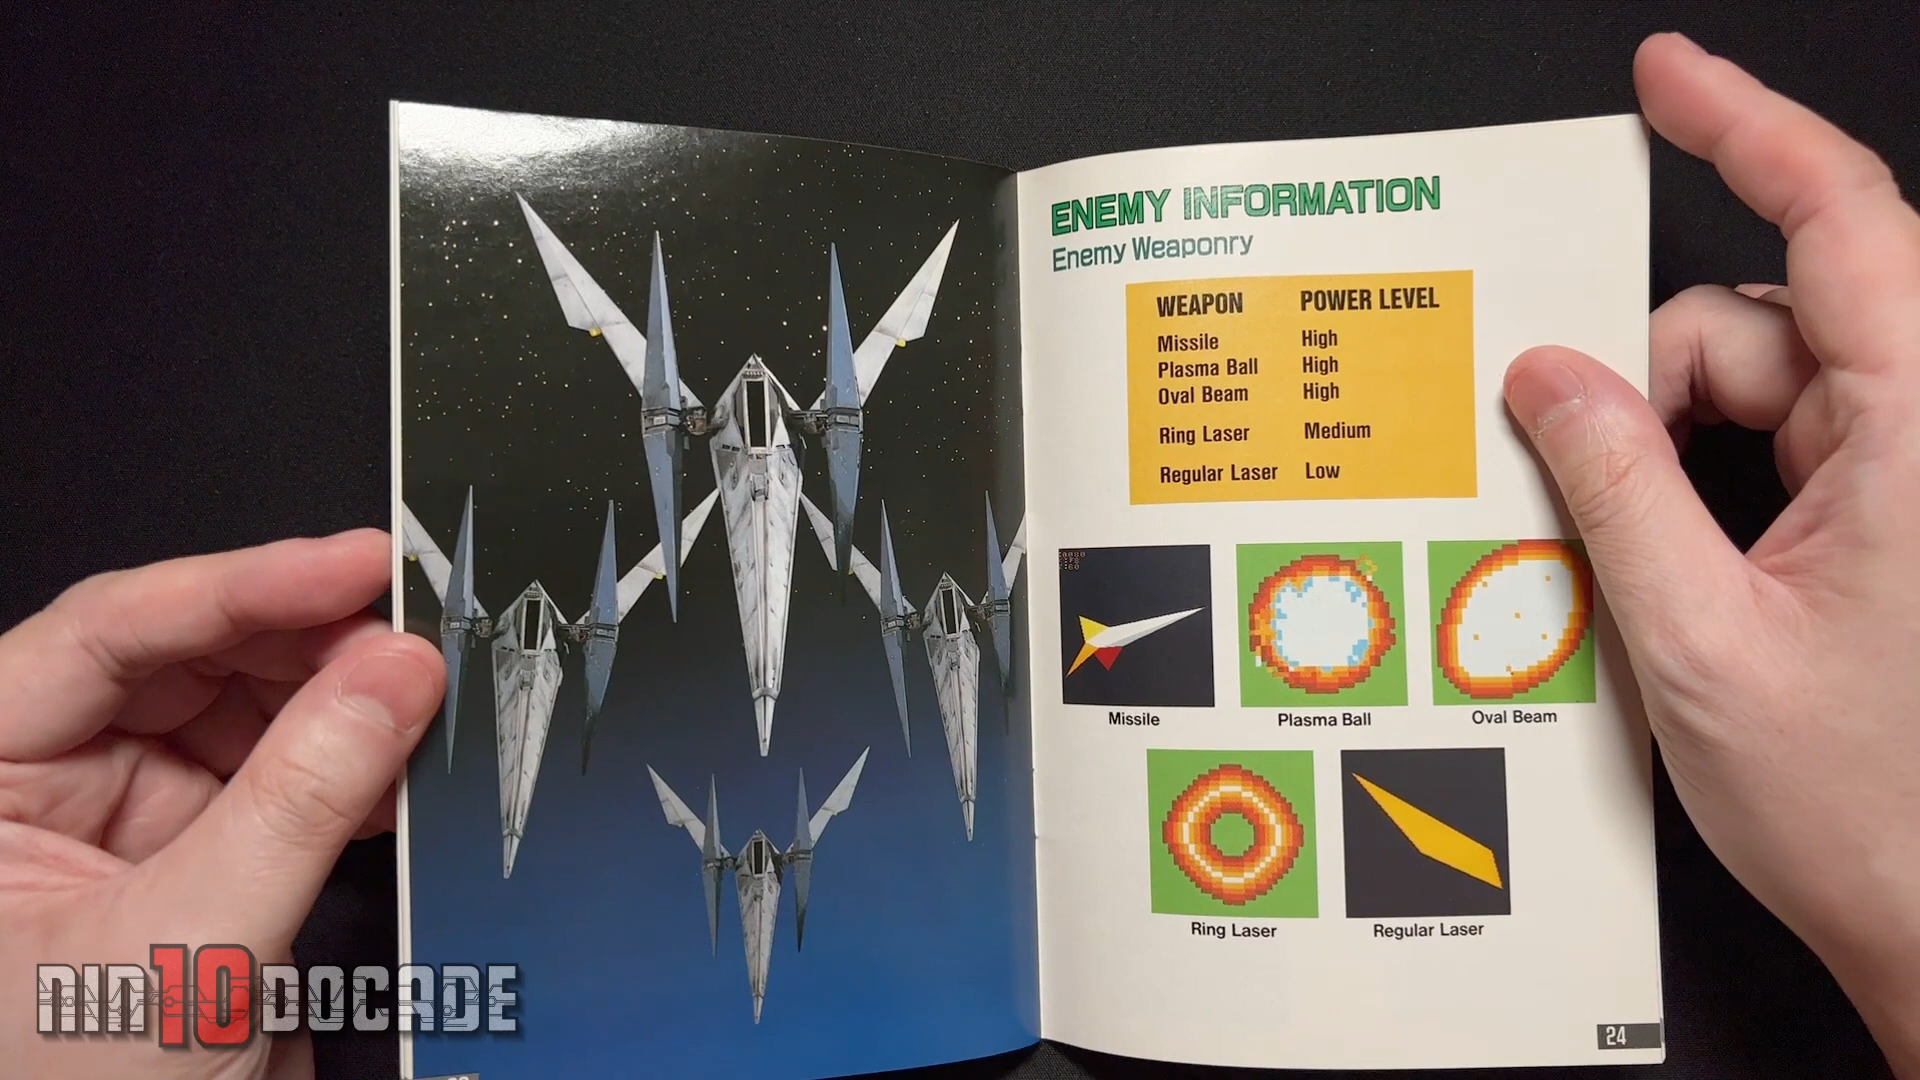 ENEMY INFORMATION
Enemy Weaponry
WEAPON POWER LEVEL
Missile High
Plasma Ball High
Oval Beam High
Ring Laser Medium
Regular Laser Low
Missile
Plasma Ball
Oval Beam
Ring Laser
Regular Laser
24
NIN10DOCADE